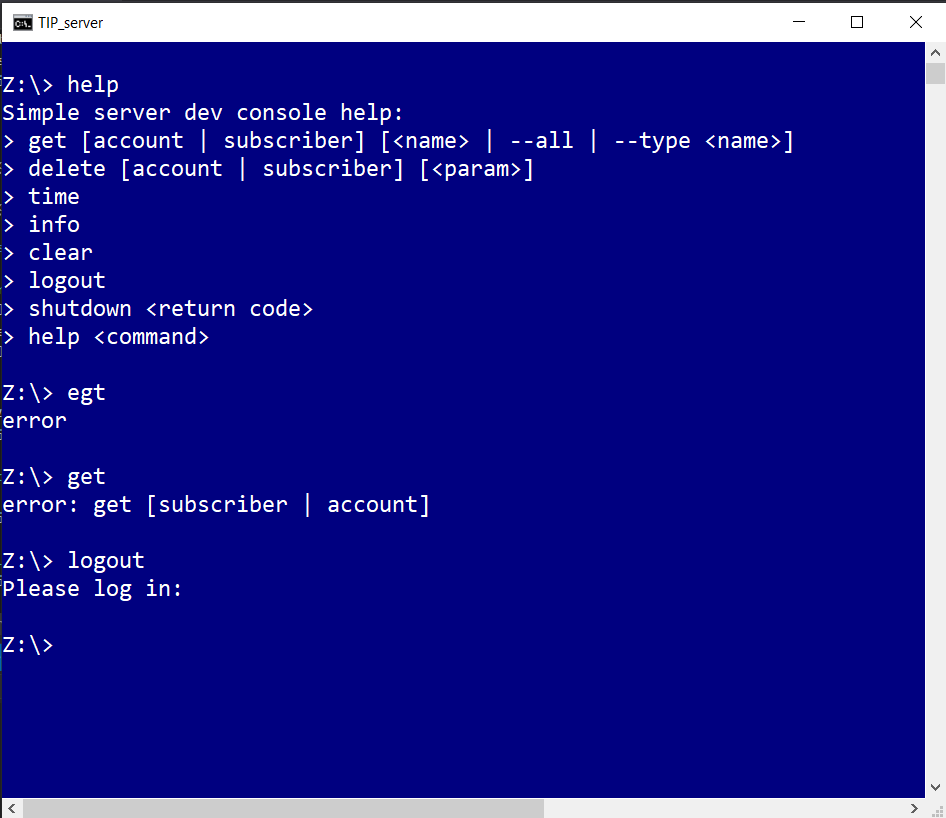 TIP_server
Z:\> help
Simple server dev console help:
> get [account | subscriber] [<name> | --all | --type <name>]
> delete [account | subscriber] [<param>]
> time
> info
> clear
> logout
> shutdown <return code>
> help <command>
Z:\> egt
error
Z:\> get
error: get [subscriber | account]
Z:\> logout
Please log in:
Z:\>